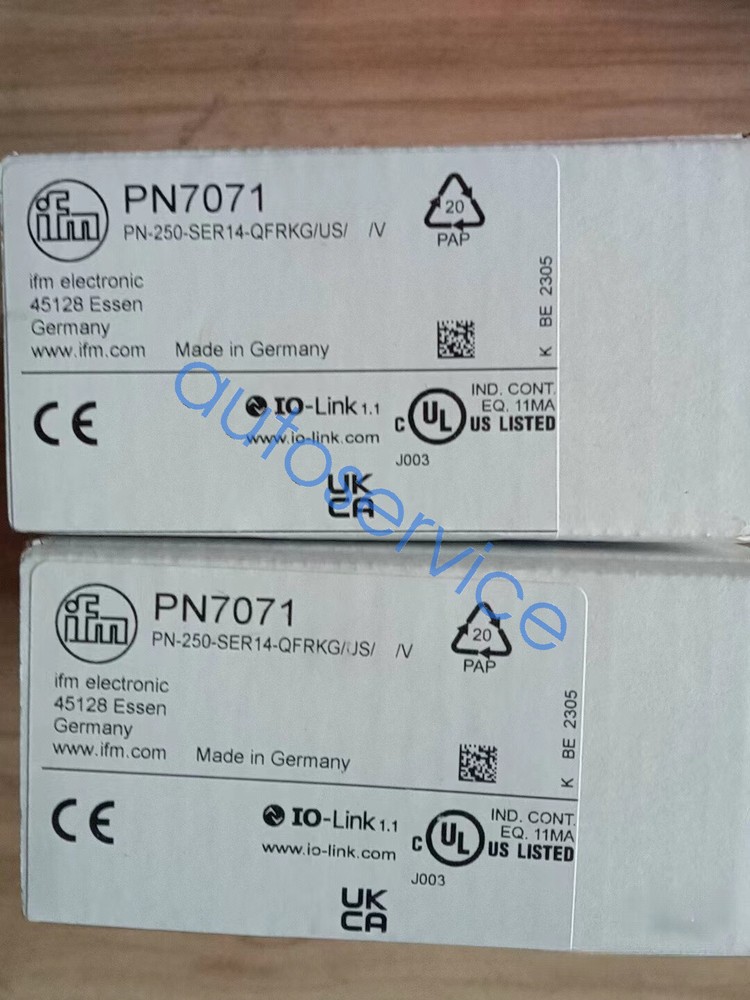 ifm
PN7071
PN-250-SER14-QFRKG/US/ /V
20
PAP
ifm electronic
45128 Essen
Germany
www.ifm.com
Made in Germany
K BE 2305
CE
IO-Link 1.1
www.io-link.com
C UL US LISTED
IND. CONT.
EQ. 11MA
J003
UK
CA
autoservice
ifm
PN7071
PN-250-SER14-QFRKG/US/ /V
20
PAP
ifm electronic
45128 Essen
Germany
www.ifm.com
Made in Germany
K BE 2305
CE
IO-Link 1.1
www.io-link.com
C UL US LISTED
IND. CONT.
EQ. 11MA
J003
UK
CA